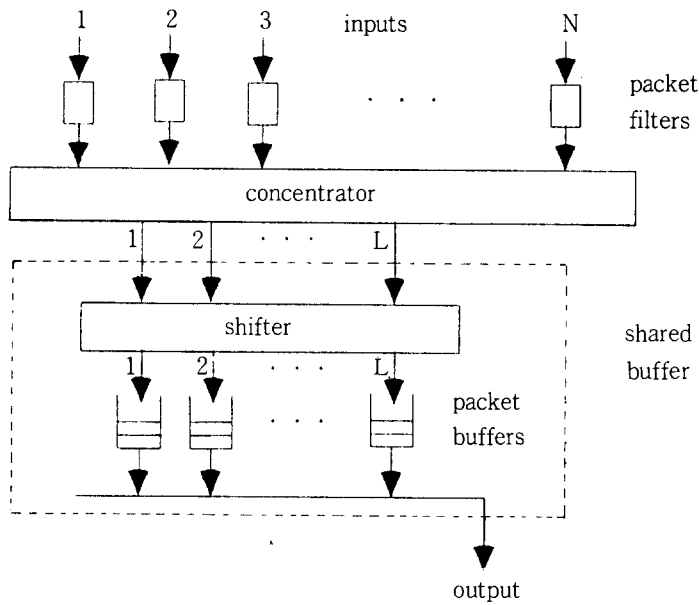 1 2 3 inputs N
packet
filters
. . .
concentrator
1 2 . . . L
shifter
shared
buffer
1 2 . . . L
packet
buffers
. . .
output